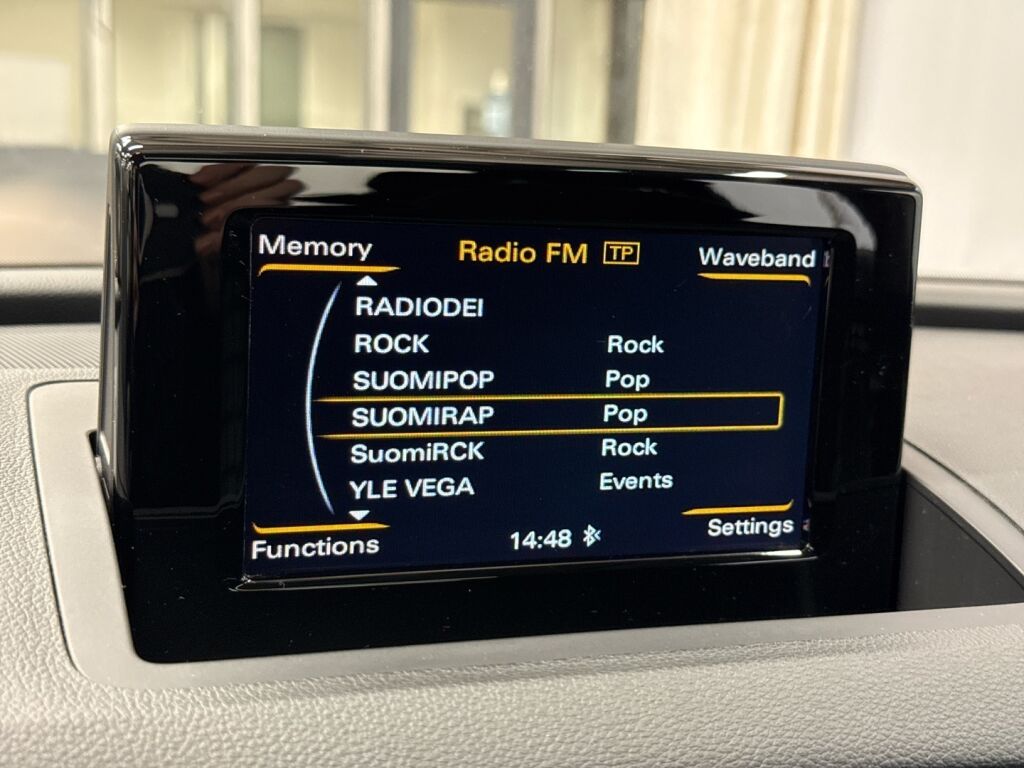 Memory Radio FM TP Waveband
RADIODEI
ROCK Rock
SUOMIPOP Pop
SUOMIRAP Pop
SuomiRCK Rock
YLE VEGA Events
Functions 14:48 Settings